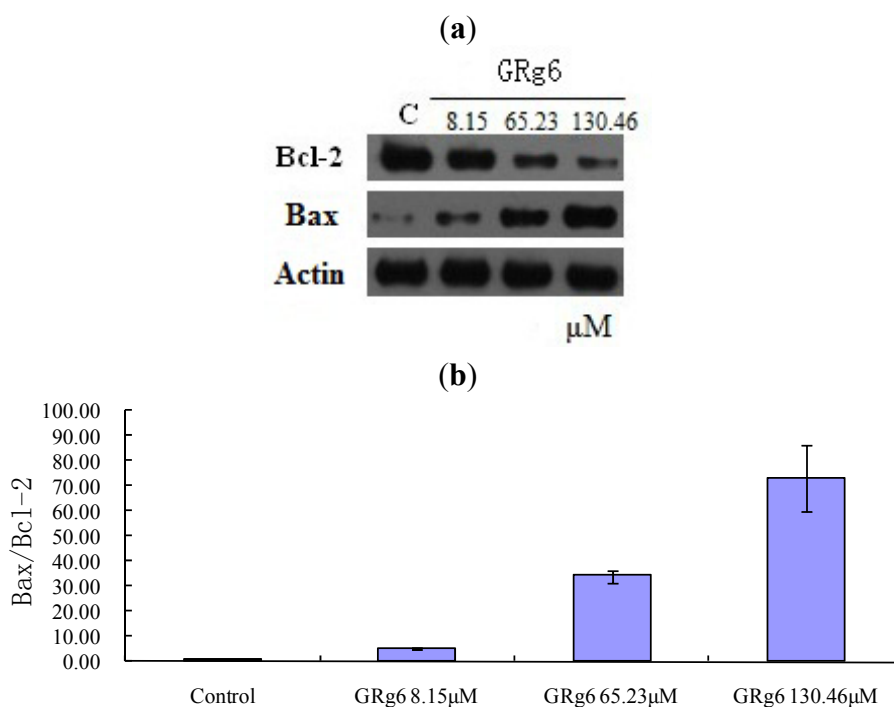 (a)
GRg6
C 8.15 65.23 130.46
Bcl-2
Bax
Actin
μM
(b)
100.00
90.00
80.00
70.00
60.00
50.00
40.00
30.00
20.00
10.00
0.00
Bax/Bcl-2
Control GRg6 8.15μM GRg6 65.23μM GRg6 130.46μM